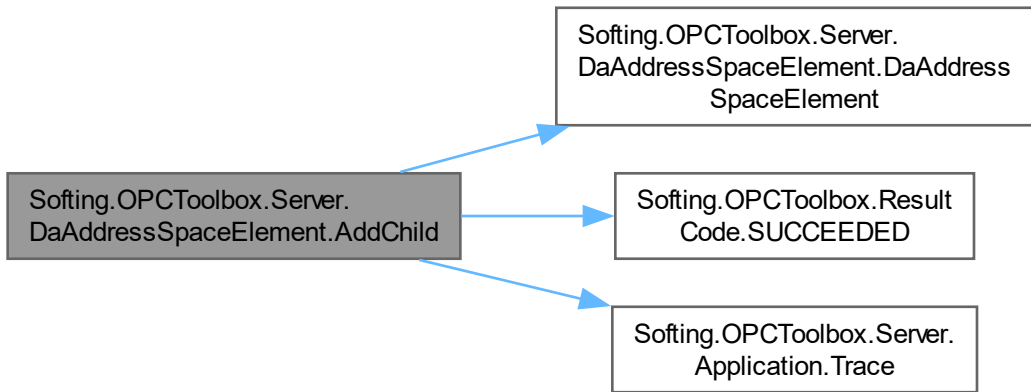 Softing.OPCToolbox.Server.
DaAddressSpaceElement.DaAddress
SpaceElement
Softing.OPCToolbox.Server.
DaAddressSpaceElement.AddChild
Softing.OPCToolbox.Result
Code.SUCCEEDED
Softing.OPCToolbox.Server.
Application.Trace